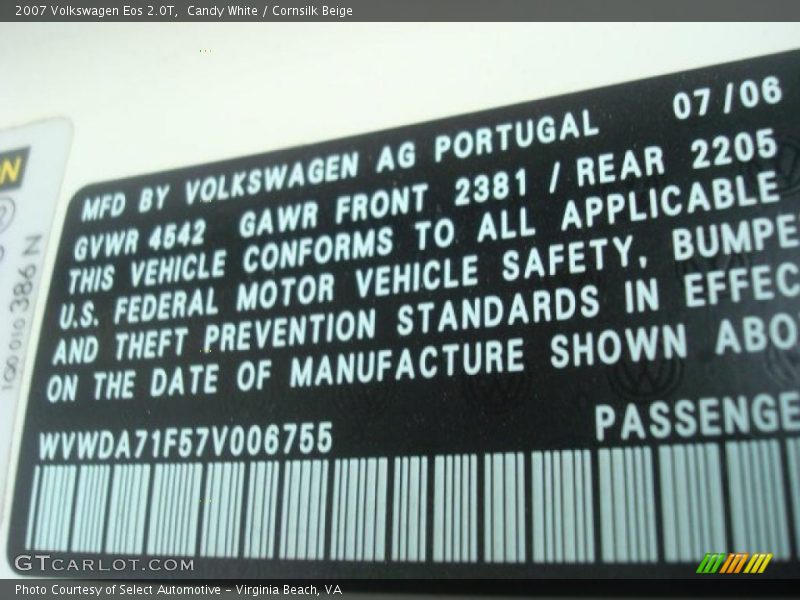 2007 Volkswagen Eos 2.0T,  Candy White / Cornsilk Beige
MFD BY VOLKSWAGEN AG PORTUGAL 07/06
GVWR 4542 GAWR FRONT 2381 / REAR 2205
THIS VEHICLE CONFORMS TO ALL APPLICABLE
U.S. FEDERAL MOTOR VEHICLE SAFETY, BUMPE
AND THEFT PREVENTION STANDARDS IN EFFEC
ON THE DATE OF MANUFACTURE SHOWN ABO
WVWDA71F57V006755 PASSENGE
1Q0 010 386 N
GTCARLOT.COM
Photo Courtesy of Select Automotive – Virginia Beach, VA